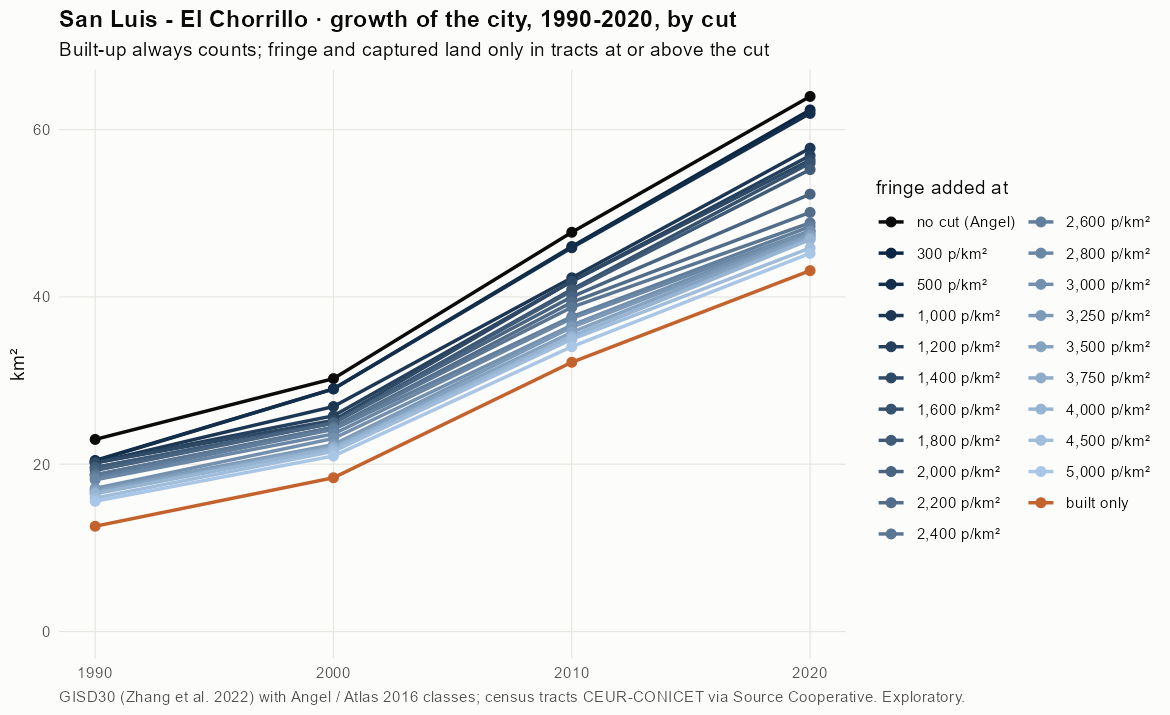 San Luis - El Chorrillo · growth of the city, 1990-2020, by cut
Built-up always counts; fringe and captured land only in tracts at or above the cut
km²
60
40
20
0
1990
2000
2010
2020
fringe added at
no cut (Angel)
300 p/km²
500 p/km²
1,000 p/km²
1,200 p/km²
1,400 p/km²
1,600 p/km²
1,800 p/km²
2,000 p/km²
2,200 p/km²
2,400 p/km²
2,600 p/km²
2,800 p/km²
3,000 p/km²
3,250 p/km²
3,500 p/km²
3,750 p/km²
4,000 p/km²
4,500 p/km²
5,000 p/km²
built only
GISD30 (Zhang et al. 2022) with Angel / Atlas 2016 classes; census tracts CEUR-CONICET via Source Cooperative. Exploratory.